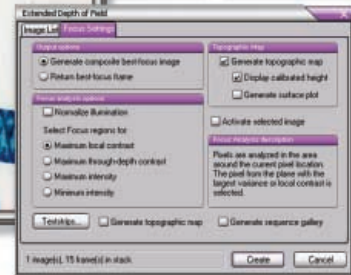 Extended Depth of Field
Image List
Focus Settings
Output options
Generate composite best-focus image
Return best-focus frame
Focus analysis options
Normalize illumination
Select Focus regions for
Maximum local contrast
Maximum through-depth contrast
Maximum intensity
Minimum intensity
Topographic Map
Generate topographic map
Display calibrated height
Generate surface plot
Activate selected image
Focus Analysis description
Pixels are analyzed in the area
around the current pixel location.
The pixel from the plane with the
largest variance or local contrast is
selected.
Teststrips...
Generate topographic map
Generate sequence gallery
1 image(s), 15 frame(s) in stack
Create
Cancel